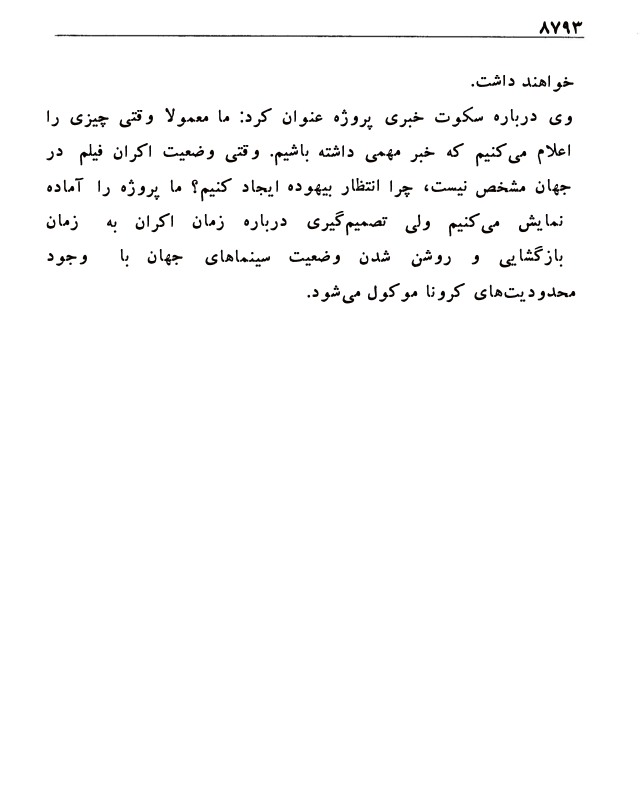 ۸۷۹۳
خواهند داشت.
وی درباره سکوت خبری پروژه عنوان کرد: ما معمولا وقتی چیزی را
اعلام می‌کنیم که خبر مهمی داشته باشیم. وقتی وضعیت اکران فیلم در
جهان مشخص نیست، چرا انتظار بیهوده ایجاد کنیم؟ ما پروژه را آماده
نمایش می‌کنیم ولی تصمیم‌گیری درباره زمان اکران به زمان
بازگشایی و روشن شدن وضعیت سینماهای جهان با وجود
محدودیت‌های کرونا موکول می‌شود.